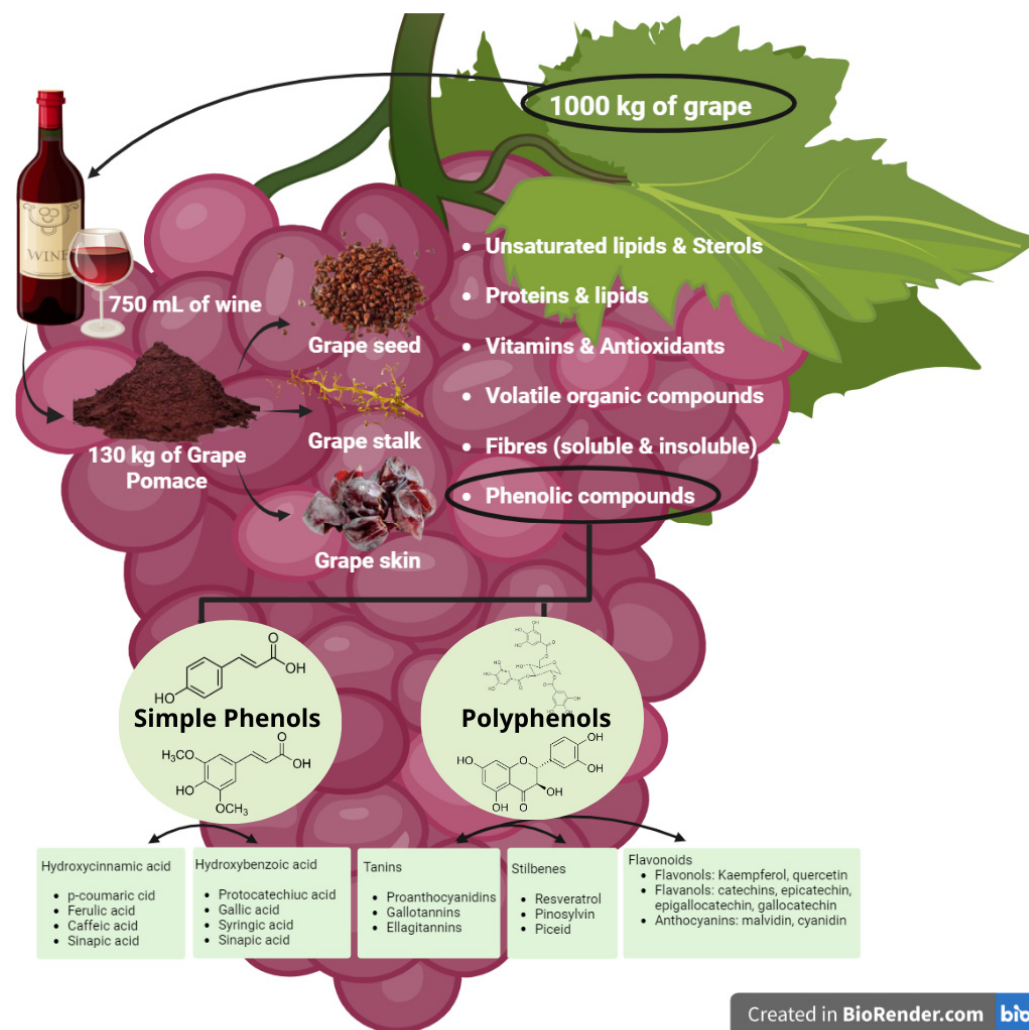 1000 kg of grape
WINE
750 mL of wine
130 kg of Grape
Pomace
Grape seed
Grape stalk
Grape skin
• Unsaturated lipids & Sterols
• Proteins & lipids
• Vitamins & Antioxidants
• Volatile organic compounds
• Fibres (soluble & insoluble)
• Phenolic compounds
O
OH
HO
Simple Phenols
O
H₃CO
OH
HO
OCH₃
Polyphenols
OH
OH
HO
O
OH
O
Hydroxycinnamic acid
• p-coumaric cid
• Ferulic acid
• Caffeic acid
• Sinapic acid
Hydroxybenzoic acid
• Protocatechiuc acid
• Gallic acid
• Syringic acid
• Sinapic acid
Tanins
• Proanthocyanidins
• Gallotannins
• Ellagitannins
Stilbenes
• Resvératrol
• Pinosylvin
• Piceid
Flavonoids
• Flavonols: Kaempferol, quercetin
• Flavanols: catechins, epicatechin,
epigallocatechin, gallocatechin
• Anthocyanins: malvidin, cyanidin
Created in BioRender.com bio